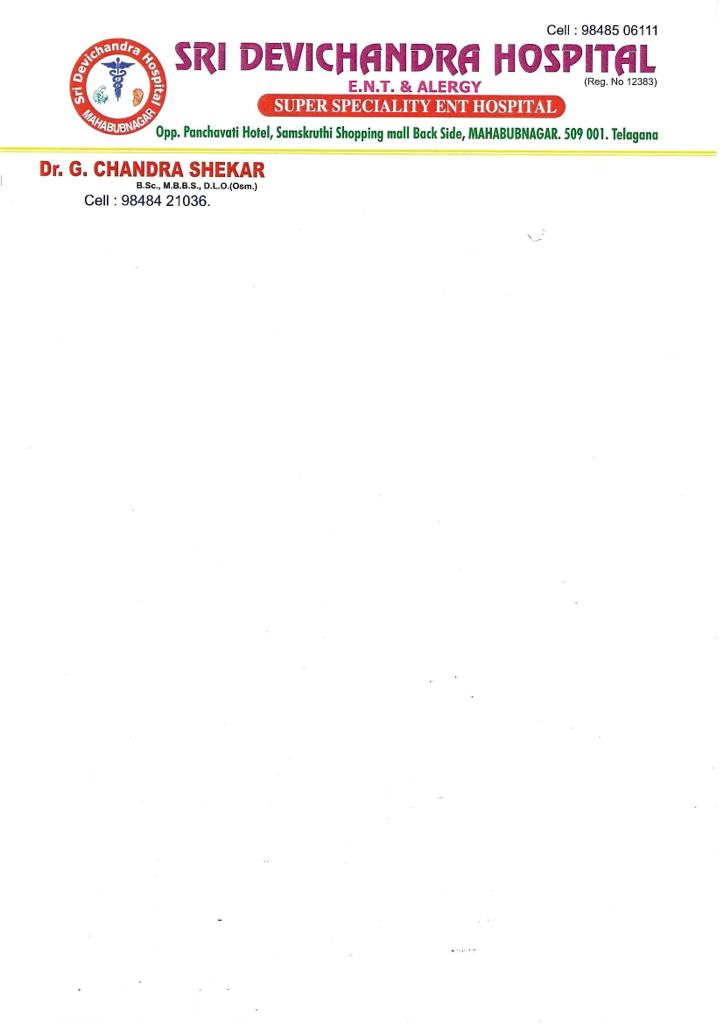 Cell : 98485 06111
Sri Devichandra Hospital
MAHABUBNAGAR
SRI DEVICHANDRA HOSPITAL
E.N.T. & ALERGY
(Reg. No 12383)
SUPER SPECIALITY ENT HOSPITAL
Opp. Panchavati Hotel, Samskruthi Shopping mall Back Side, MAHABUBNAGAR. 509 001. Telagana
Dr. G. CHANDRA SHEKAR
B.Sc., M.B.B.S., D.L.O.(Osm.)
Cell : 98484 21036.